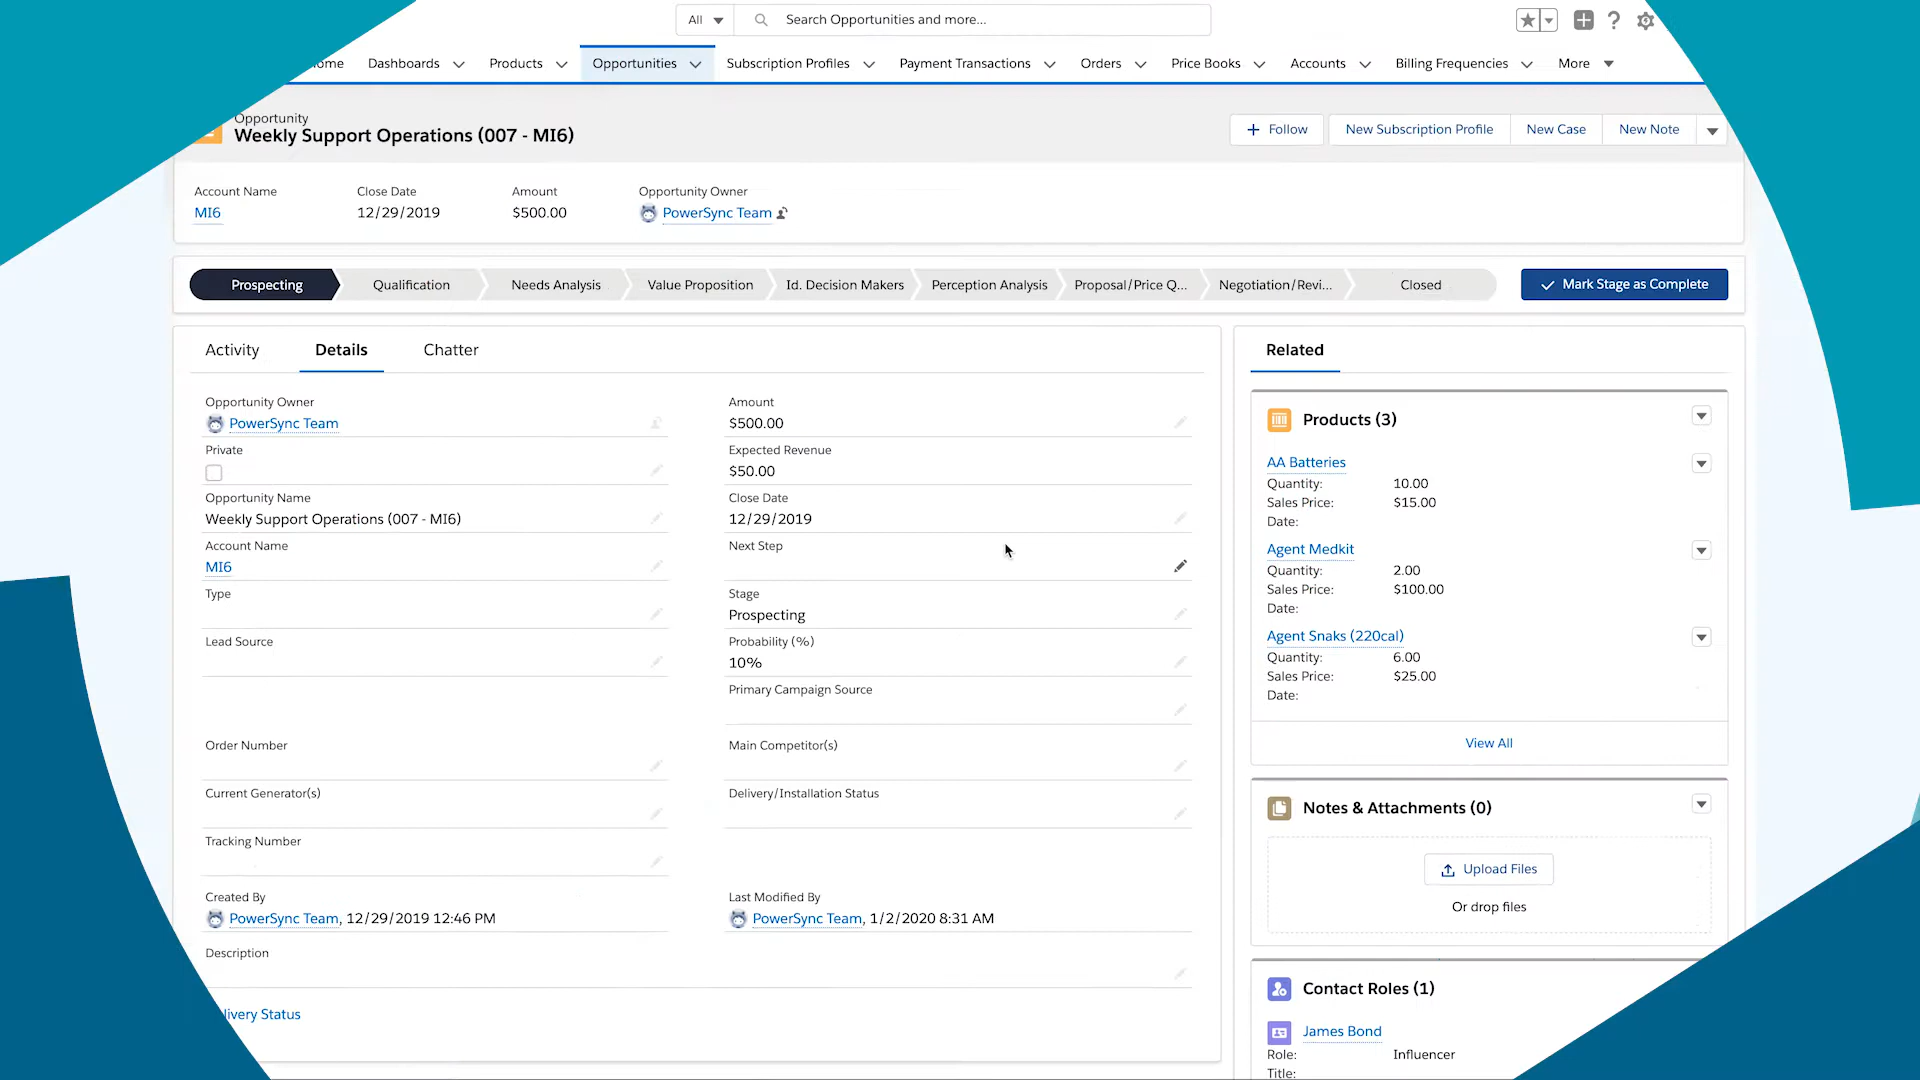 All
Search Opportunities and more...
ome
Dashboards
Products
Opportunities
Subscription Profiles
Payment Transactions
Orders
Price Books
Accounts
Billing Frequencies
More
Opportunity
Weekly Support Operations (007 - MI6)
Follow
New Subscription Profile
New Case
New Note
Account Name
Close Date
Amount
Opportunity Owner
MI6
12/29/2019
$500.00
PowerSync Team
Prospecting
Qualification
Needs Analysis
Value Proposition
Id. Decision Makers
Perception Analysis
Proposal/Price Q...
Negotiation/Revi...
Closed
Mark Stage as Complete
Activity
Details
Chatter
Opportunity Owner
PowerSync Team
Amount
$500.00
Private
Expected Revenue
$50.00
Opportunity Name
Weekly Support Operations (007 - MI6)
Close Date
12/29/2019
Account Name
MI6
Next Step
Type
Stage
Prospecting
Lead Source
Probability (%)
10%
Primary Campaign Source
Order Number
Main Competitor(s)
Current Generator(s)
Delivery/Installation Status
Tracking Number
Created By
PowerSync Team, 12/29/2019 12:46 PM
Last Modified By
PowerSync Team, 1/2/2020 8:31 AM
Description
livery Status
Related
Products (3)
AA Batteries
Quantity: 10.00
Sales Price: $15.00
Date:
Agent Medkit
Quantity: 2.00
Sales Price: $100.00
Date:
Agent Snaks (220cal)
Quantity: 6.00
Sales Price: $25.00
Date:
View All
Notes & Attachments (0)
Upload Files
Or drop files
Contact Roles (1)
James Bond
Role: Influencer
Title: